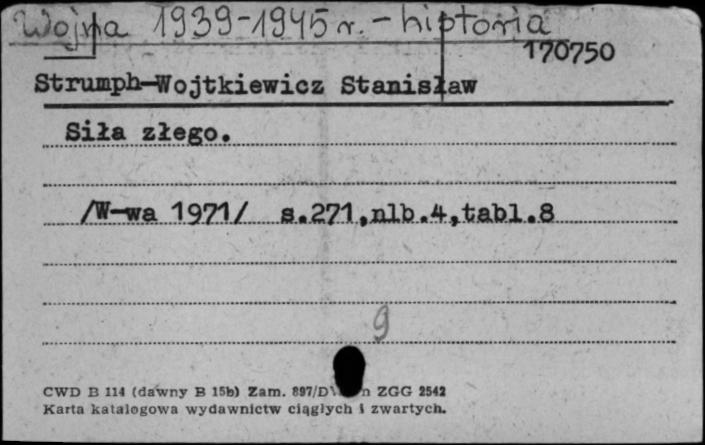 Wojna 1939-1945 r. - historia
170750
Strumph-Wojtkiewicz Stanisław
Siła złego.
/W-wa 1971/ s.271,nlb.4,tabl.8
9
CWD B 114 (dawny B 15b) Zam. 897/D ZGG 2542
Karta katalogowa wydawnictw ciągłych i zwartych.